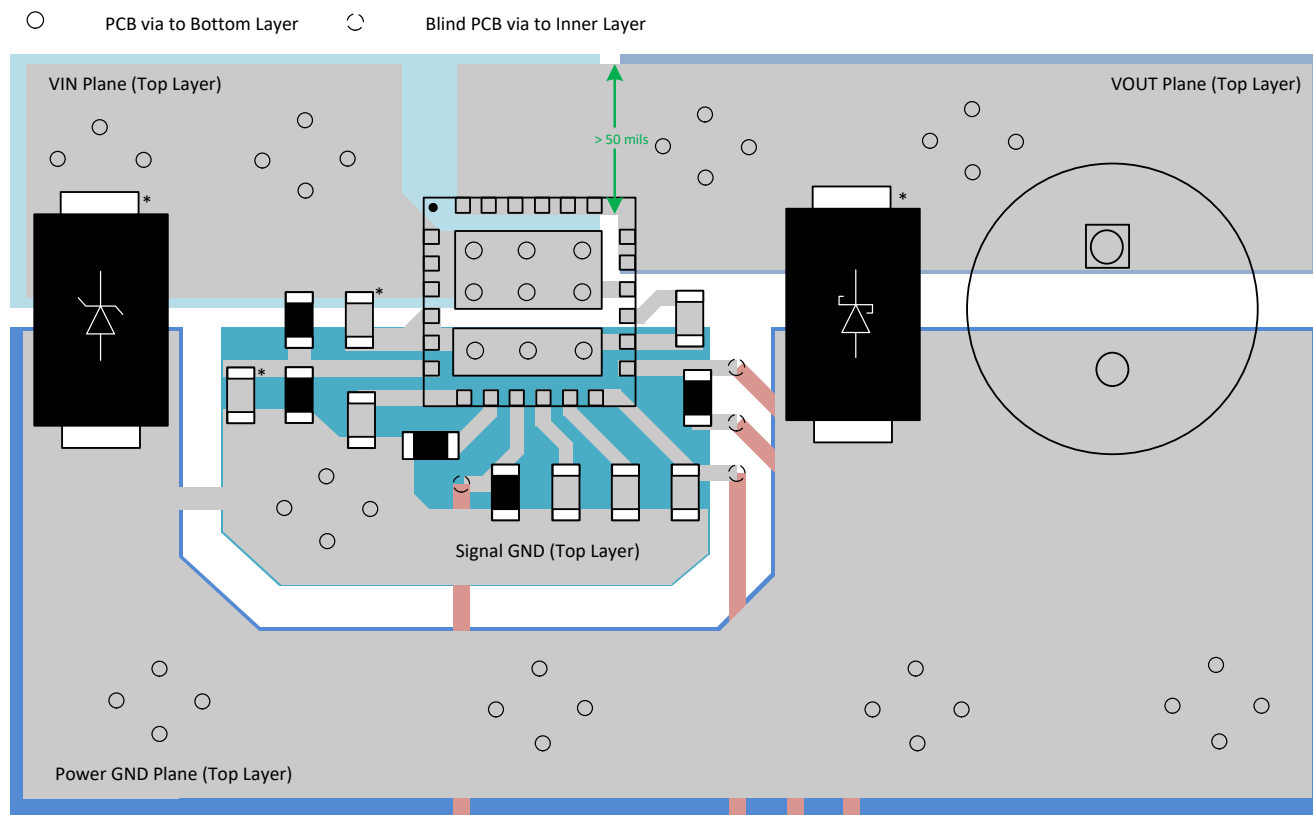 PCB via to Bottom Layer
Blind PCB via to Inner Layer
VIN Plane (Top Layer)
VOUT Plane (Top Layer)
> 50 mils
*
*
*
*
Signal GND (Top Layer)
Power GND Plane (Top Layer)